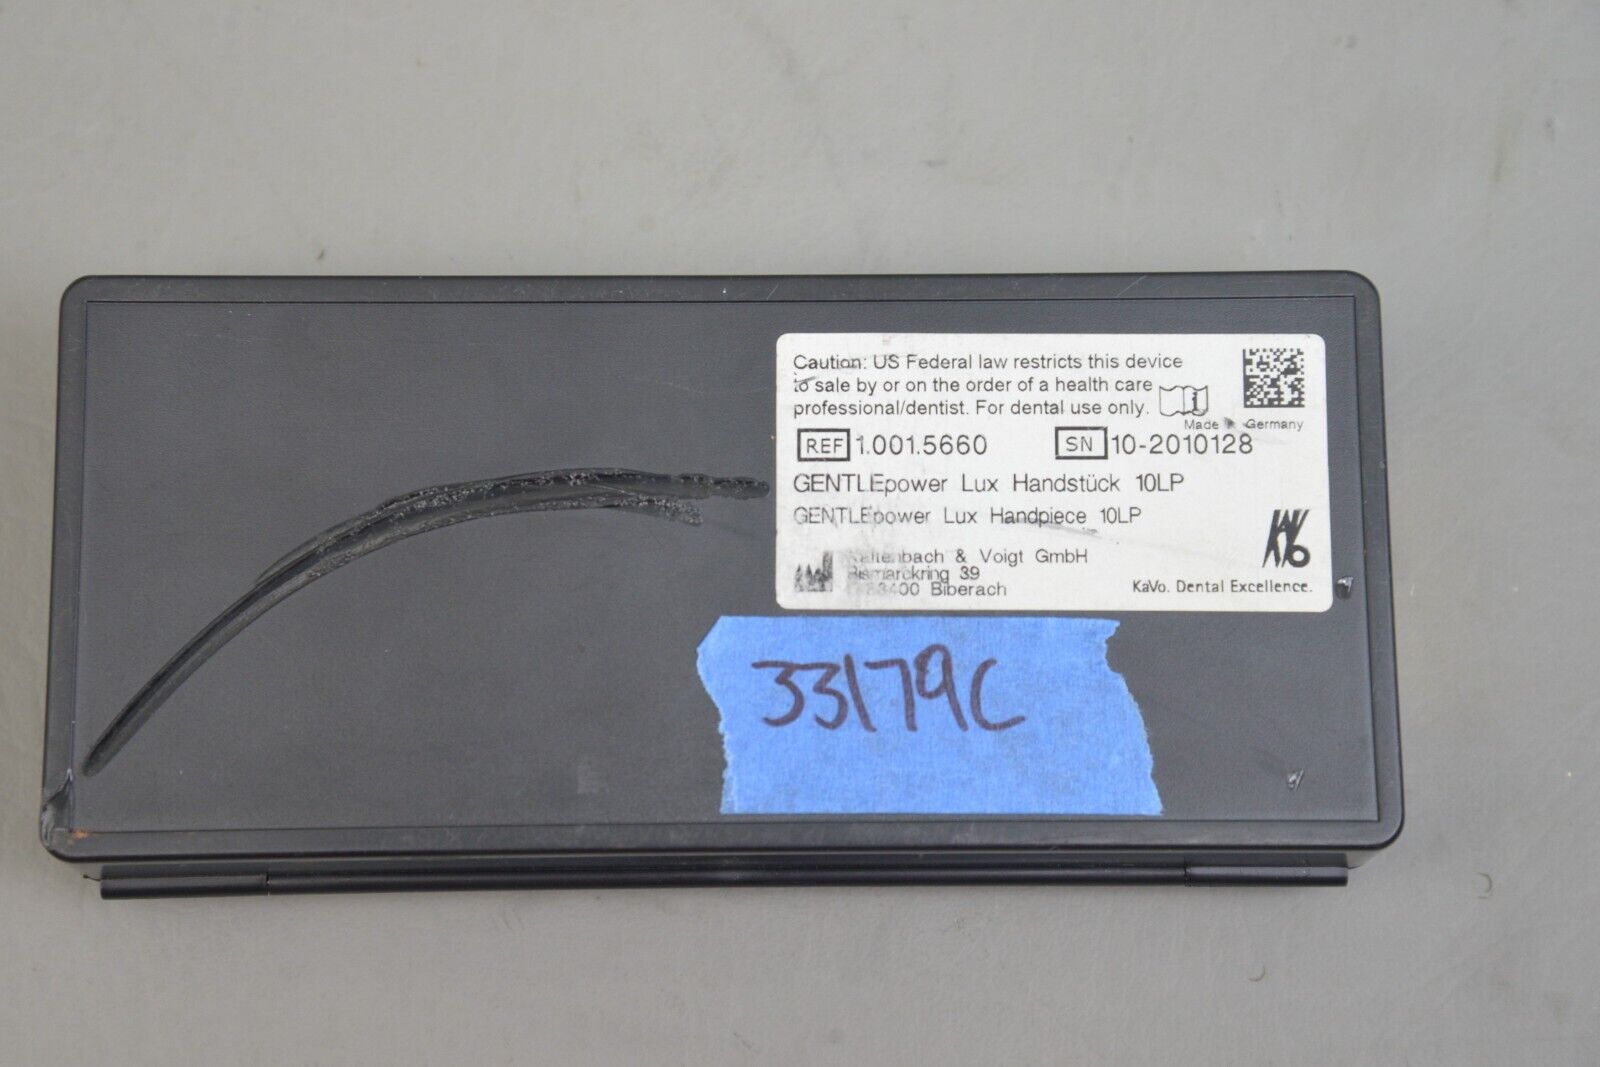 Caution: US Federal law restricts this device
to sale by or on the order of a health care
professional/dentist. For dental use only.
Made Germany
REF 1.001.5660 SN 10-2010128
GENTLEpower Lux Handstück 10LP
GENTLEpower Lux Handpiece 10LP
Kaltenbach & Voigt GmbH
Bismarckring 39
88400 Biberach
KaVo
KaVo. Dental Excellence.
33179C